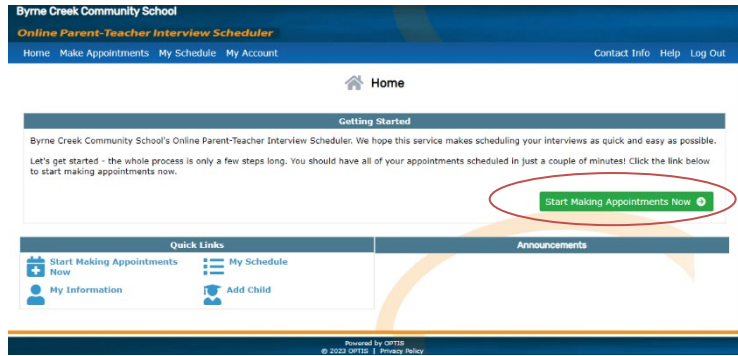 Byrne Creek Community School
Online Parent-Teacher Interview Scheduler
Home Make Appointments My Schedule My Account Contact Info Help Log Out
Home
Getting Started
Byrne Creek Community School's Online Parent-Teacher Interview Scheduler. We hope this service makes scheduling your interviews as quick and easy as possible.
Let's get started - the whole process is only a few steps long. You should have all of your appointments scheduled in just a couple of minutes! Click the link below
to start making appointments now.
Start Making Appointments Now
Quick Links
Start Making Appointments
Now
My Schedule
My Information
Add Child
Announcements
Powered by OPTIS
© 2023 OPTIS | Privacy Policy